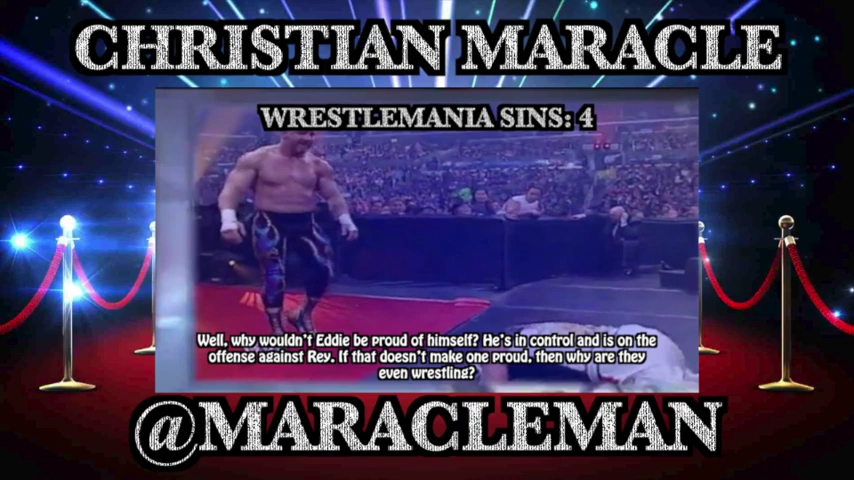 CHRISTIAN MARACLE
WRESTLEMANIA SINS: 4
Well, why wouldn't Eddie be proud of himself? He's in control and is on the
offense against Rey. If that doesn't make one proud, then why are they
even wrestling?
@MARACLEMAN